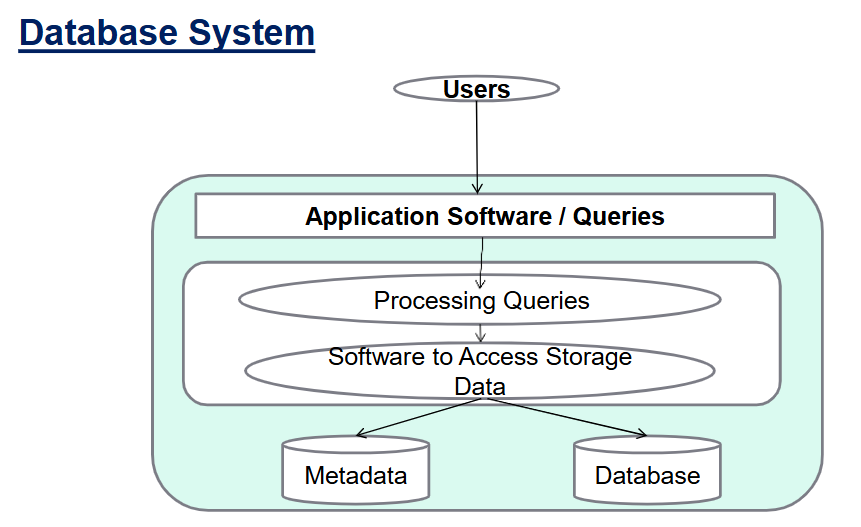 Database System
Users
Application Software / Queries
Processing Queries
Software to Access Storage
Data
Metadata
Database